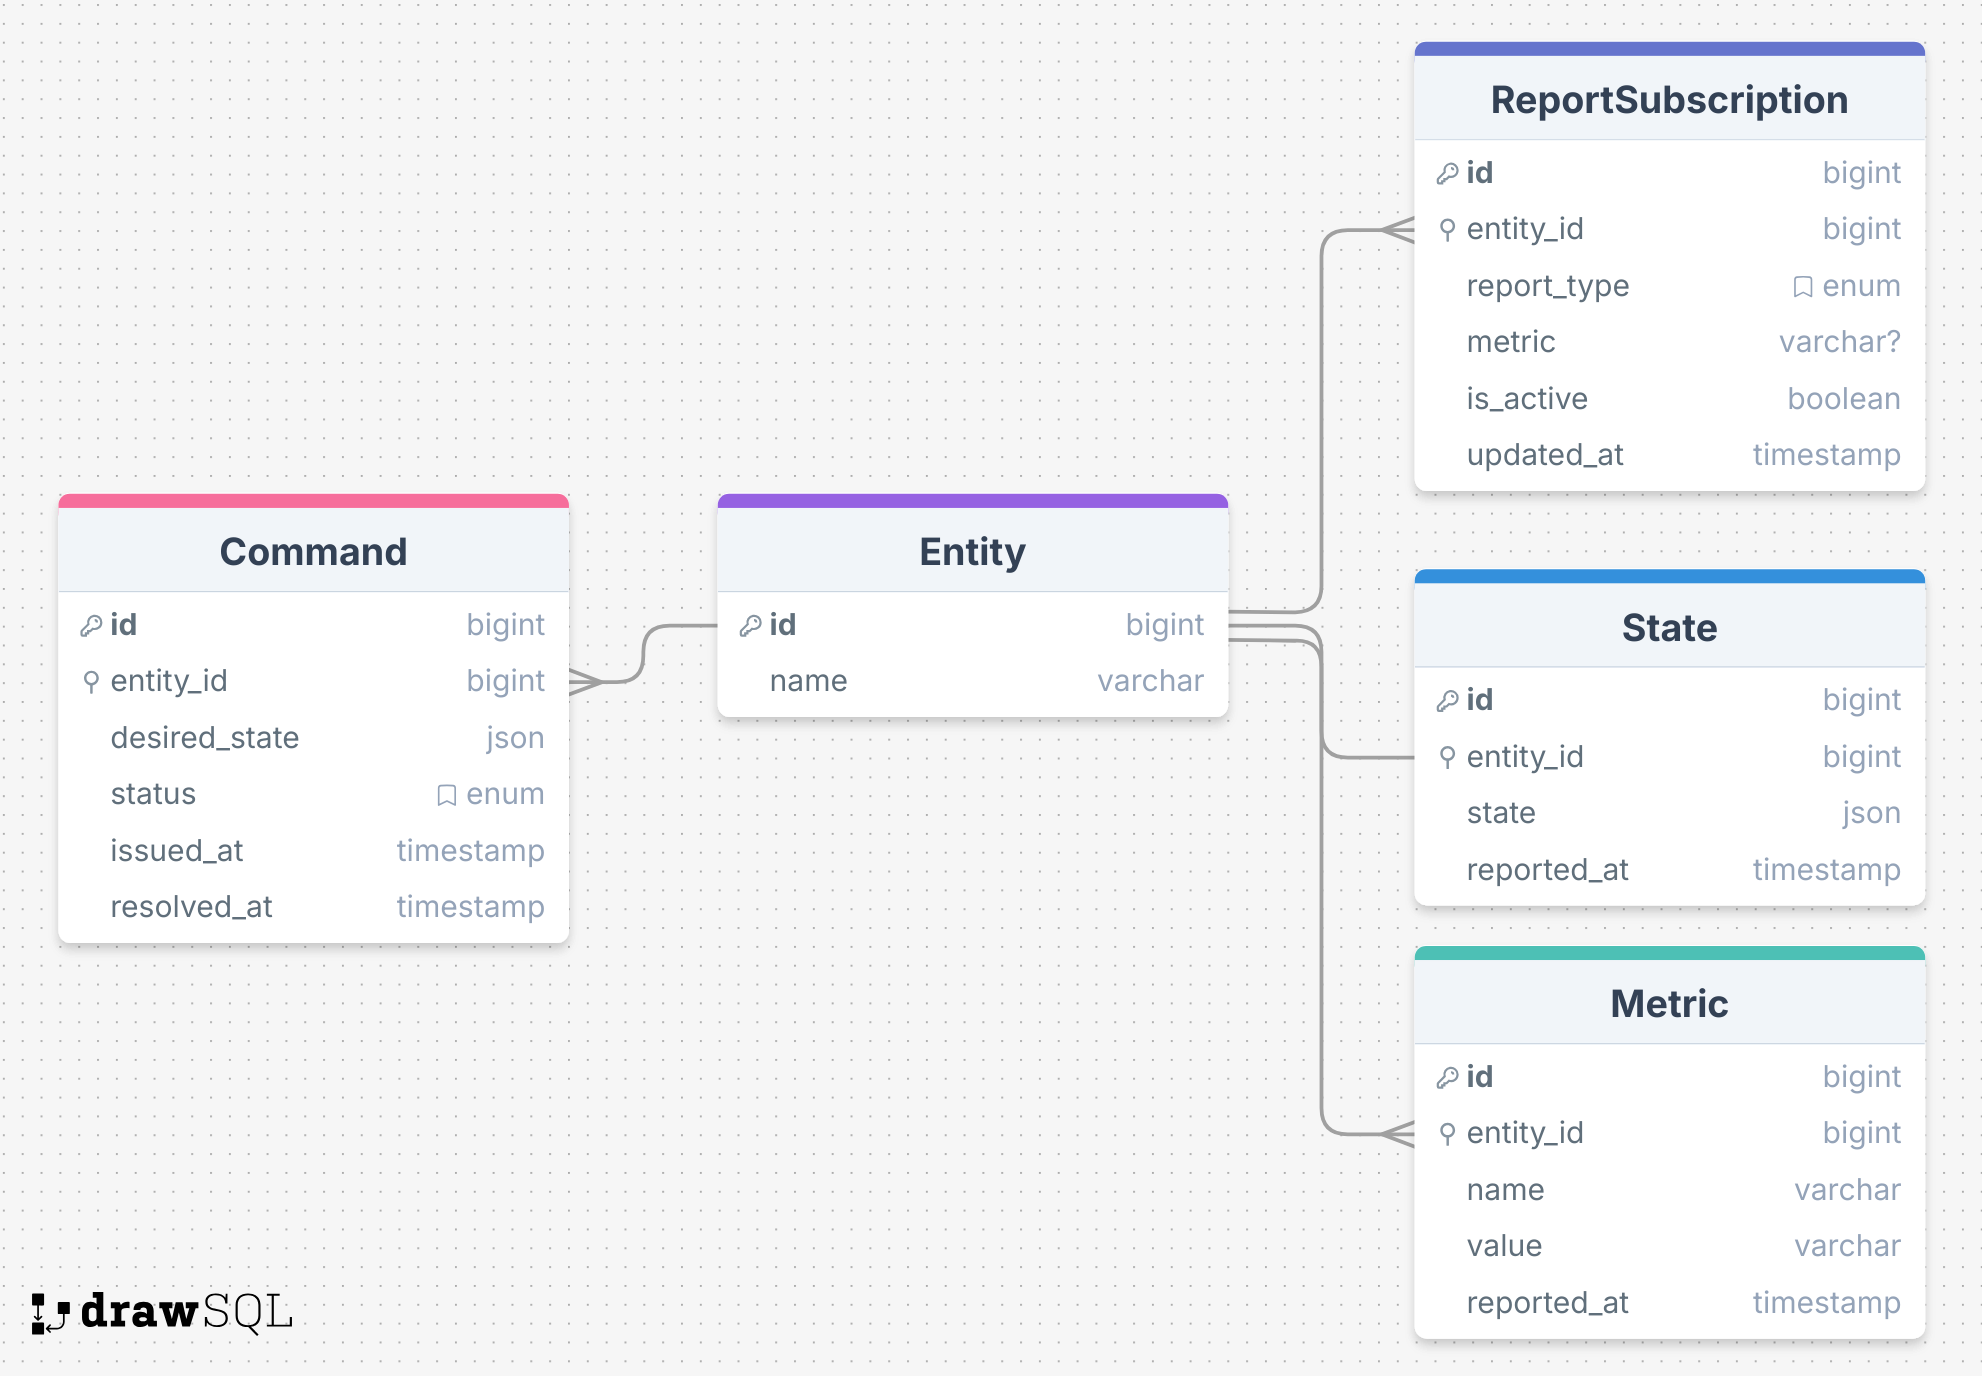 ReportSubscription
id bigint
entity_id bigint
report_type enum
metric varchar?
is_active boolean
updated_at timestamp
Command
id bigint
entity_id bigint
desired_state json
status enum
issued_at timestamp
resolved_at timestamp
Entity
id bigint
name varchar
State
id bigint
entity_id bigint
state json
reported_at timestamp
Metric
id bigint
entity_id bigint
name varchar
value varchar
reported_at timestamp
drawSQL